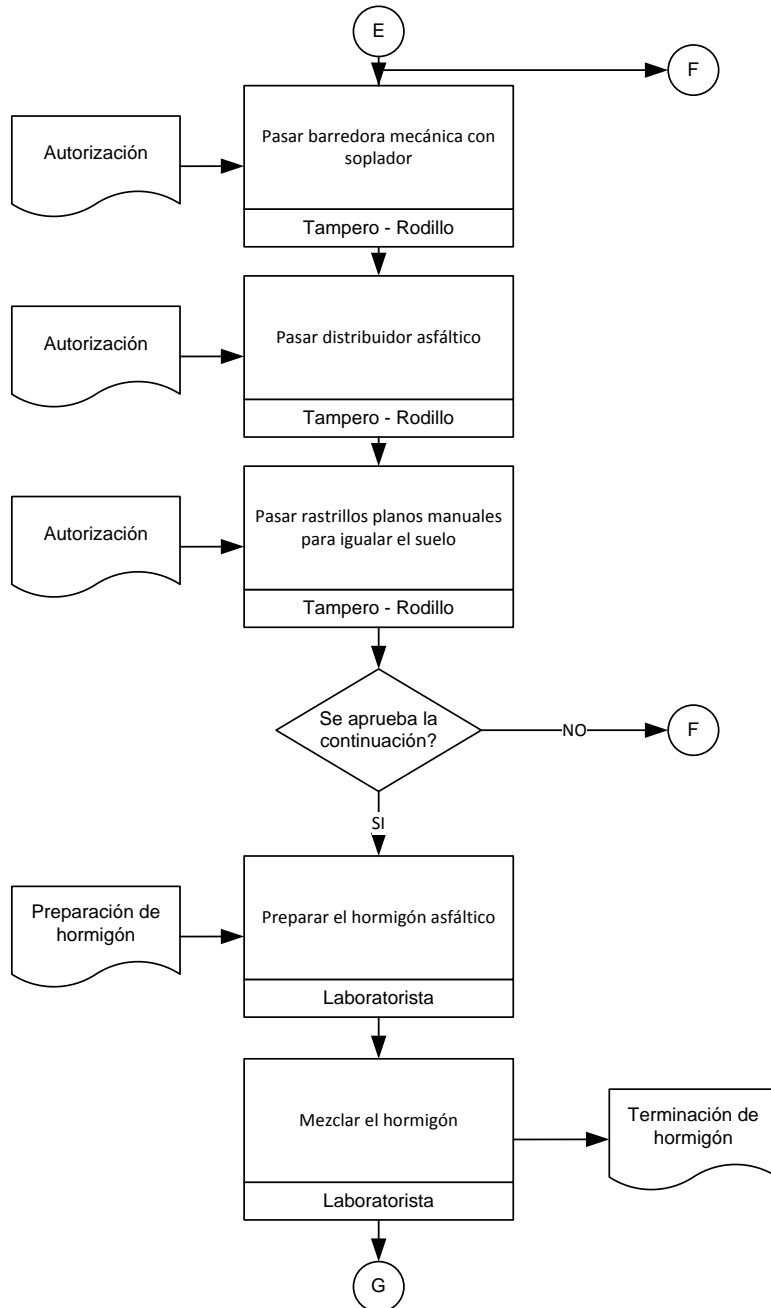 E
F
Autorización
Pasar barredora mecánica con
soplador
Tampero - Rodillo
Autorización
Pasar distribuidor asfáltico
Tampero - Rodillo
Autorización
Pasar rastrillos planos manuales
para igualar el suelo
Tampero - Rodillo
Se aprueba la
continuación?
NO
F
SI
Preparación de
hormigón
Preparar el hormigón asfáltico
Laboratorista
Mezclar el hormigón
Terminación de
hormigón
Laboratorista
G